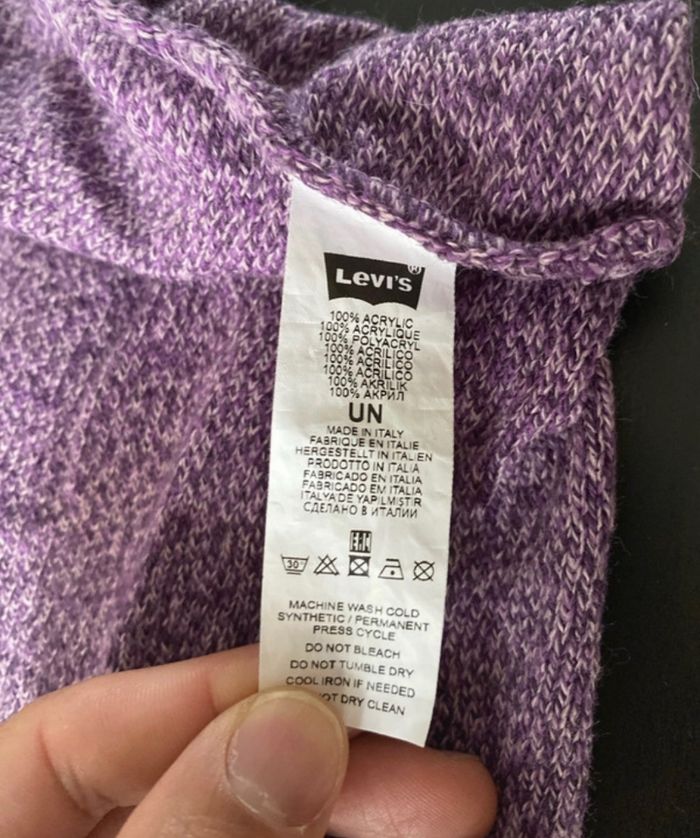 Levi's®
100% ACRYLIC
100% ACRYLIQUE
100% POLYACRYL
100% ACRILICO
100% ACRILICO
100% ACRILICO
100% AKRILIK
100% АКРИЛ
UN
MADE IN ITALY
FABRIQUE EN ITALIE
HERGESTELLT IN ITALIEN
PRODOTTO IN ITALIA
FABRICADO EN ITALIA
FABRICADO EM ITALIA
ITALYA DE YAPILMISTIR
СДЕЛАНО В ИТАЛИИ
EAC
30°
MACHINE WASH COLD
SYNTHETIC / PERMANENT
PRESS CYCLE
DO NOT BLEACH
DO NOT TUMBLE DRY
COOL IRON IF NEEDED
OT DRY CLEAN